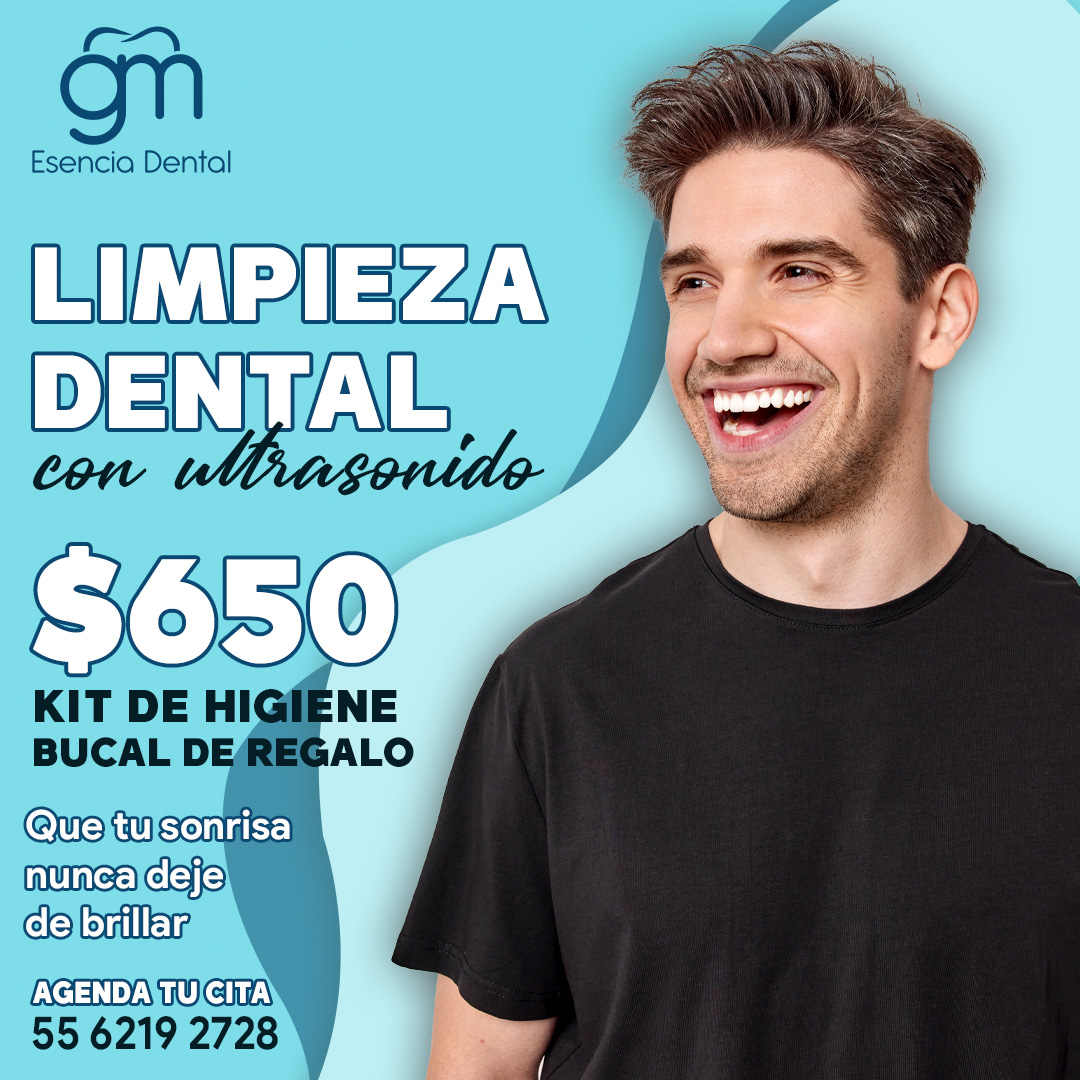 gm
Esencia Dental
LIMPIEZA
DENTAL
con ultrasonido
$650
KIT DE HIGIENE
BUCAL DE REGALO
Que tu sonrisa
nunca deje
de brillar
AGENDA TU CITA
55 6219 2728